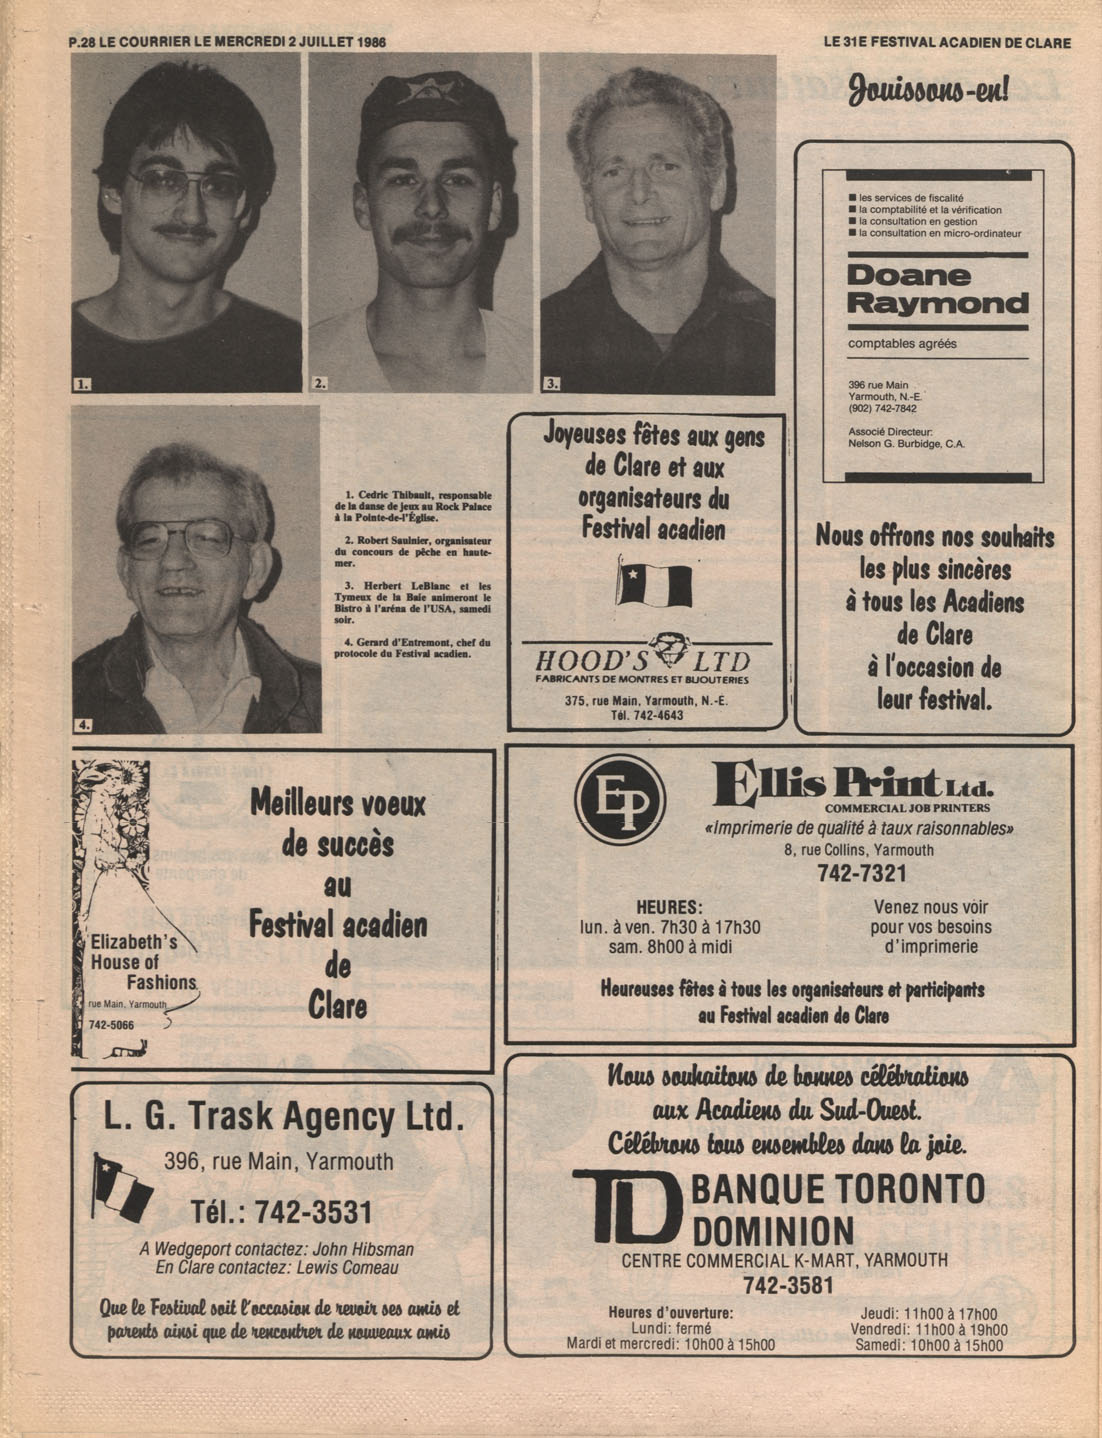 P.28 LE COURRIER LE MERCREDI 2 JUILLET 1986
LE 31E FESTIVAL ACADIEN DE CLARE
1.
2.
3.
4.
1. Cedric Thibault, responsable
de la danse de jeux au Rock Palace
à la Pointe-de-l'Église.
2. Robert Saulnier, organisateur
du concours de pêche en haute-
mer.
3. Herbert LeBlanc et les
Tymeux de la Baie animeront le
Bistro à l'aréna de l'USA, samedi
soir.
4. Gerard d'Entremont, chef du
protocole du Festival acadien.
Jouissons-en!
■ les services de fiscalité
■ la comptabilité et la vérification
■ la consultation en gestion
■ la consultation en micro-ordinateur
Doane
Raymond
comptables agréés
396 rue Main
Yarmouth, N.-E.
(902) 742-7842
Associé Directeur:
Nelson G. Burbidge, C.A.
Nous offrons nos souhaits
les plus sincères
à tous les Acadiens
de Clare
à l'occasion de
leur festival.
Joyeuses fêtes aux gens
de Clare et aux
organisateurs du
Festival acadien
HOOD'S LTD
FABRICANTS DE MONTRES ET BIJOUTERIES
375, rue Main, Yarmouth, N.-E.
Tél. 742-4643
Meilleurs voeux
de succès
au
Festival acadien
de
Clare
Elizabeth's
House of
Fashions
rue Main, Yarmouth
742-5066
EP
Ellis Print Ltd.
COMMERCIAL JOB PRINTERS
«Imprimerie de qualité à taux raisonnables»
8, rue Collins, Yarmouth
742-7321
HEURES:
lun. à ven. 7h30 à 17h30
sam. 8h00 à midi
Venez nous voir
pour vos besoins
d'imprimerie
Heureuses fêtes à tous les organisateurs et participants
au Festival acadien de Clare
L. G. Trask Agency Ltd.
396, rue Main, Yarmouth
Tél.: 742-3531
A Wedgeport contactez: John Hibsman
En Clare contactez: Lewis Comeau
Que le Festival soit l'occasion de revoir ses amis et
parents ainsi que de rencontrer de nouveaux amis
Nous souhaitons de bonnes célébrations
aux Acadiens du Sud-Ouest.
Célébrons tous ensembles dans la joie.
TD BANQUE TORONTO
DOMINION
CENTRE COMMERCIAL K-MART, YARMOUTH
742-3581
Heures d'ouverture:
Lundi: fermé
Mardi et mercredi: 10h00 à 15h00
Jeudi: 11h00 à 17h00
Vendredi: 11h00 à 19h00
Samedi: 10h00 à 15h00